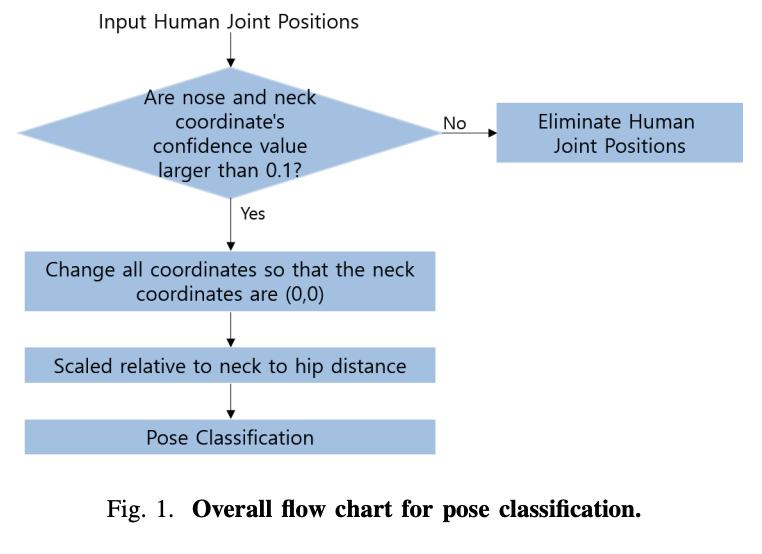 Input Human Joint Positions
Are nose and neck
coordinate's
confidence value
larger than 0.1?
No
Eliminate Human
Joint Positions
Yes
Change all coordinates so that the neck
coordinates are (0,0)
Scaled relative to neck to hip distance
Pose Classification
Fig. 1. Overall flow chart for pose classification.